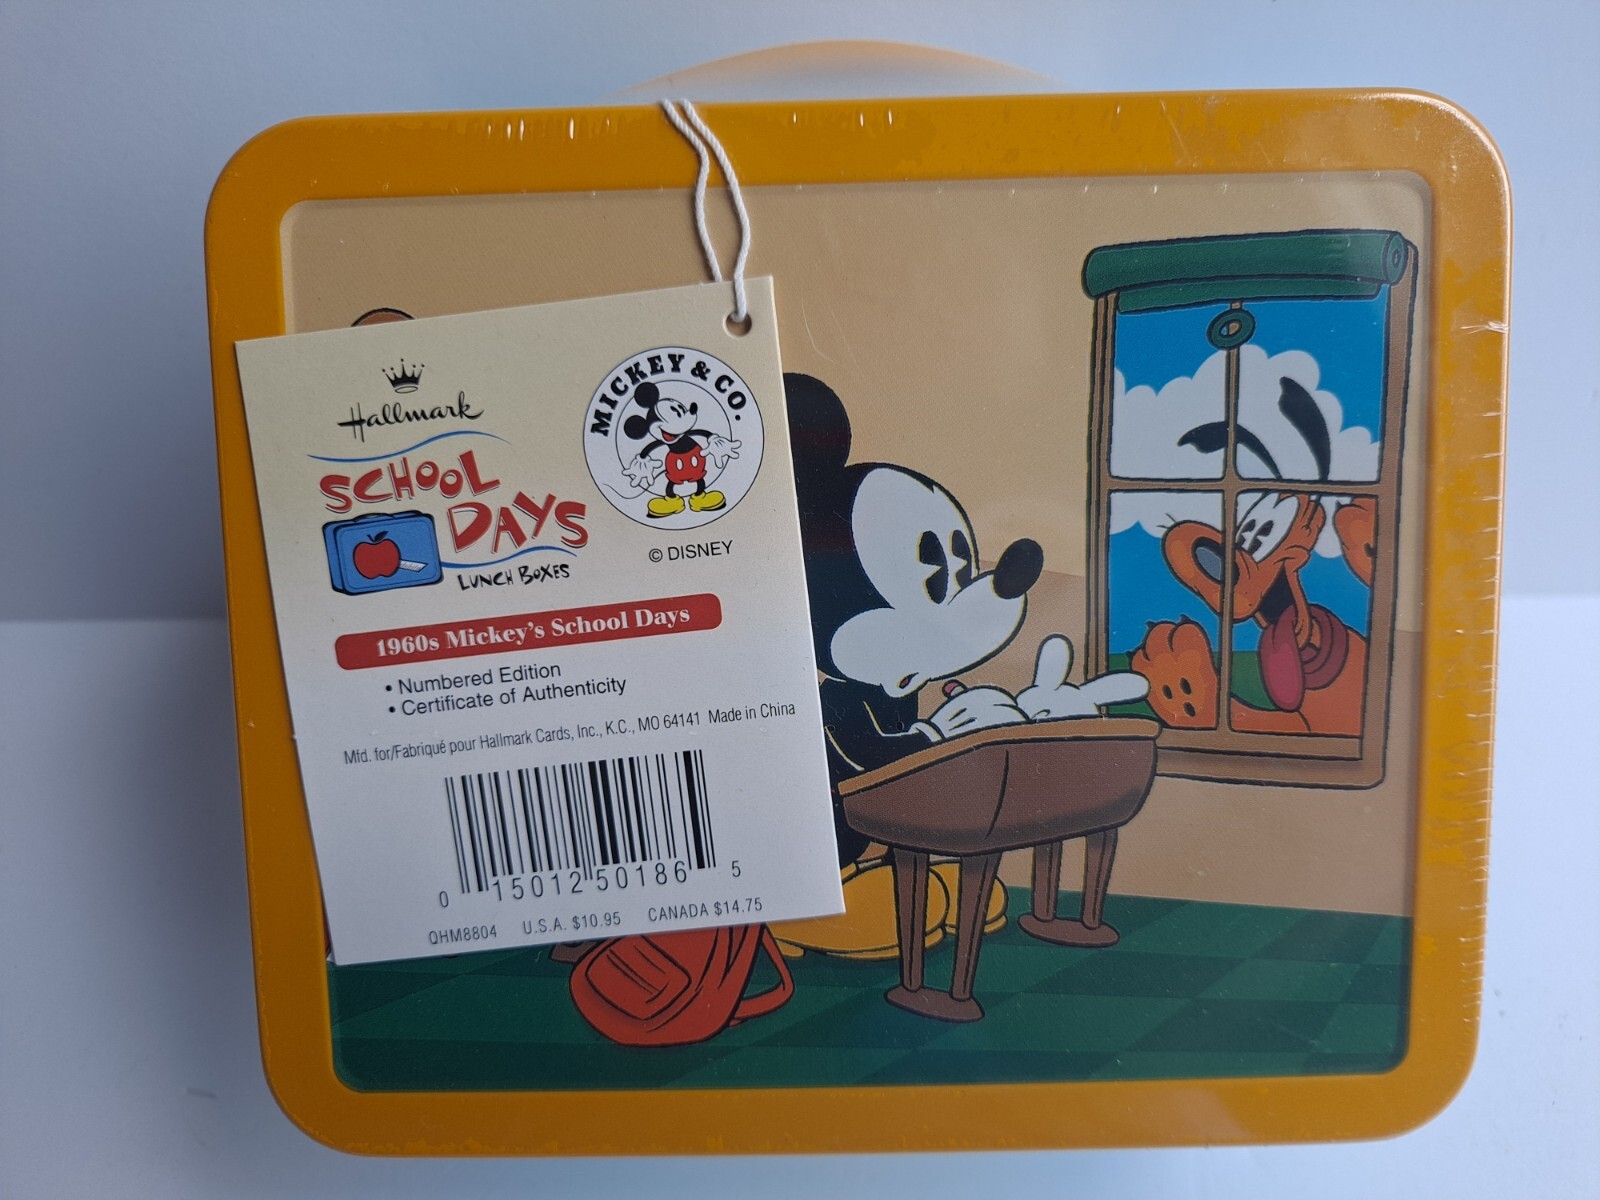 Hallmark
SCHOOL
DAYS
LUNCH BOXES
MICKEY & CO.
© DISNEY
1960s Mickey's School Days
• Numbered Edition
• Certificate of Authenticity
Mfd. for/Fabriqué pour Hallmark Cards, Inc., K.C., MO 64141 Made in China
0 15012 50186 5
QHM8804 U.S.A. $10.95 CANADA $14.75